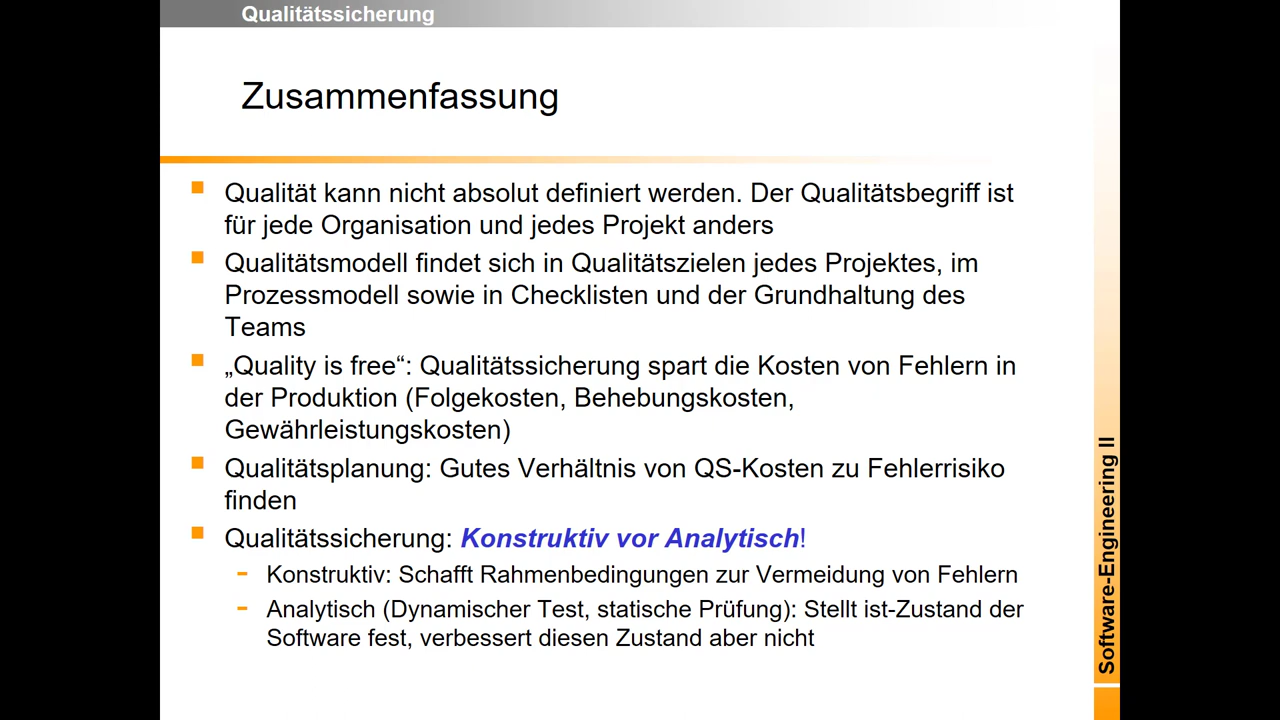 Qualitätssicherung
Zusammenfassung
Qualität kann nicht absolut definiert werden. Der Qualitätsbegriff ist
für jede Organisation und jedes Projekt anders
Qualitätsmodell findet sich in Qualitätszielen jedes Projektes, im
Prozessmodell sowie in Checklisten und der Grundhaltung des
Teams
„Quality is free“: Qualitätssicherung spart die Kosten von Fehlern in
der Produktion (Folgekosten, Behebungskosten,
Gewährleistungskosten)
Qualitätsplanung: Gutes Verhältnis von QS-Kosten zu Fehlerrisiko
finden
Qualitätssicherung: Konstruktiv vor Analytisch!
- Konstruktiv: Schafft Rahmenbedingungen zur Vermeidung von Fehlern
- Analytisch (Dynamischer Test, statische Prüfung): Stellt ist-Zustand der
Software fest, verbessert diesen Zustand aber nicht
Software-Engineering II